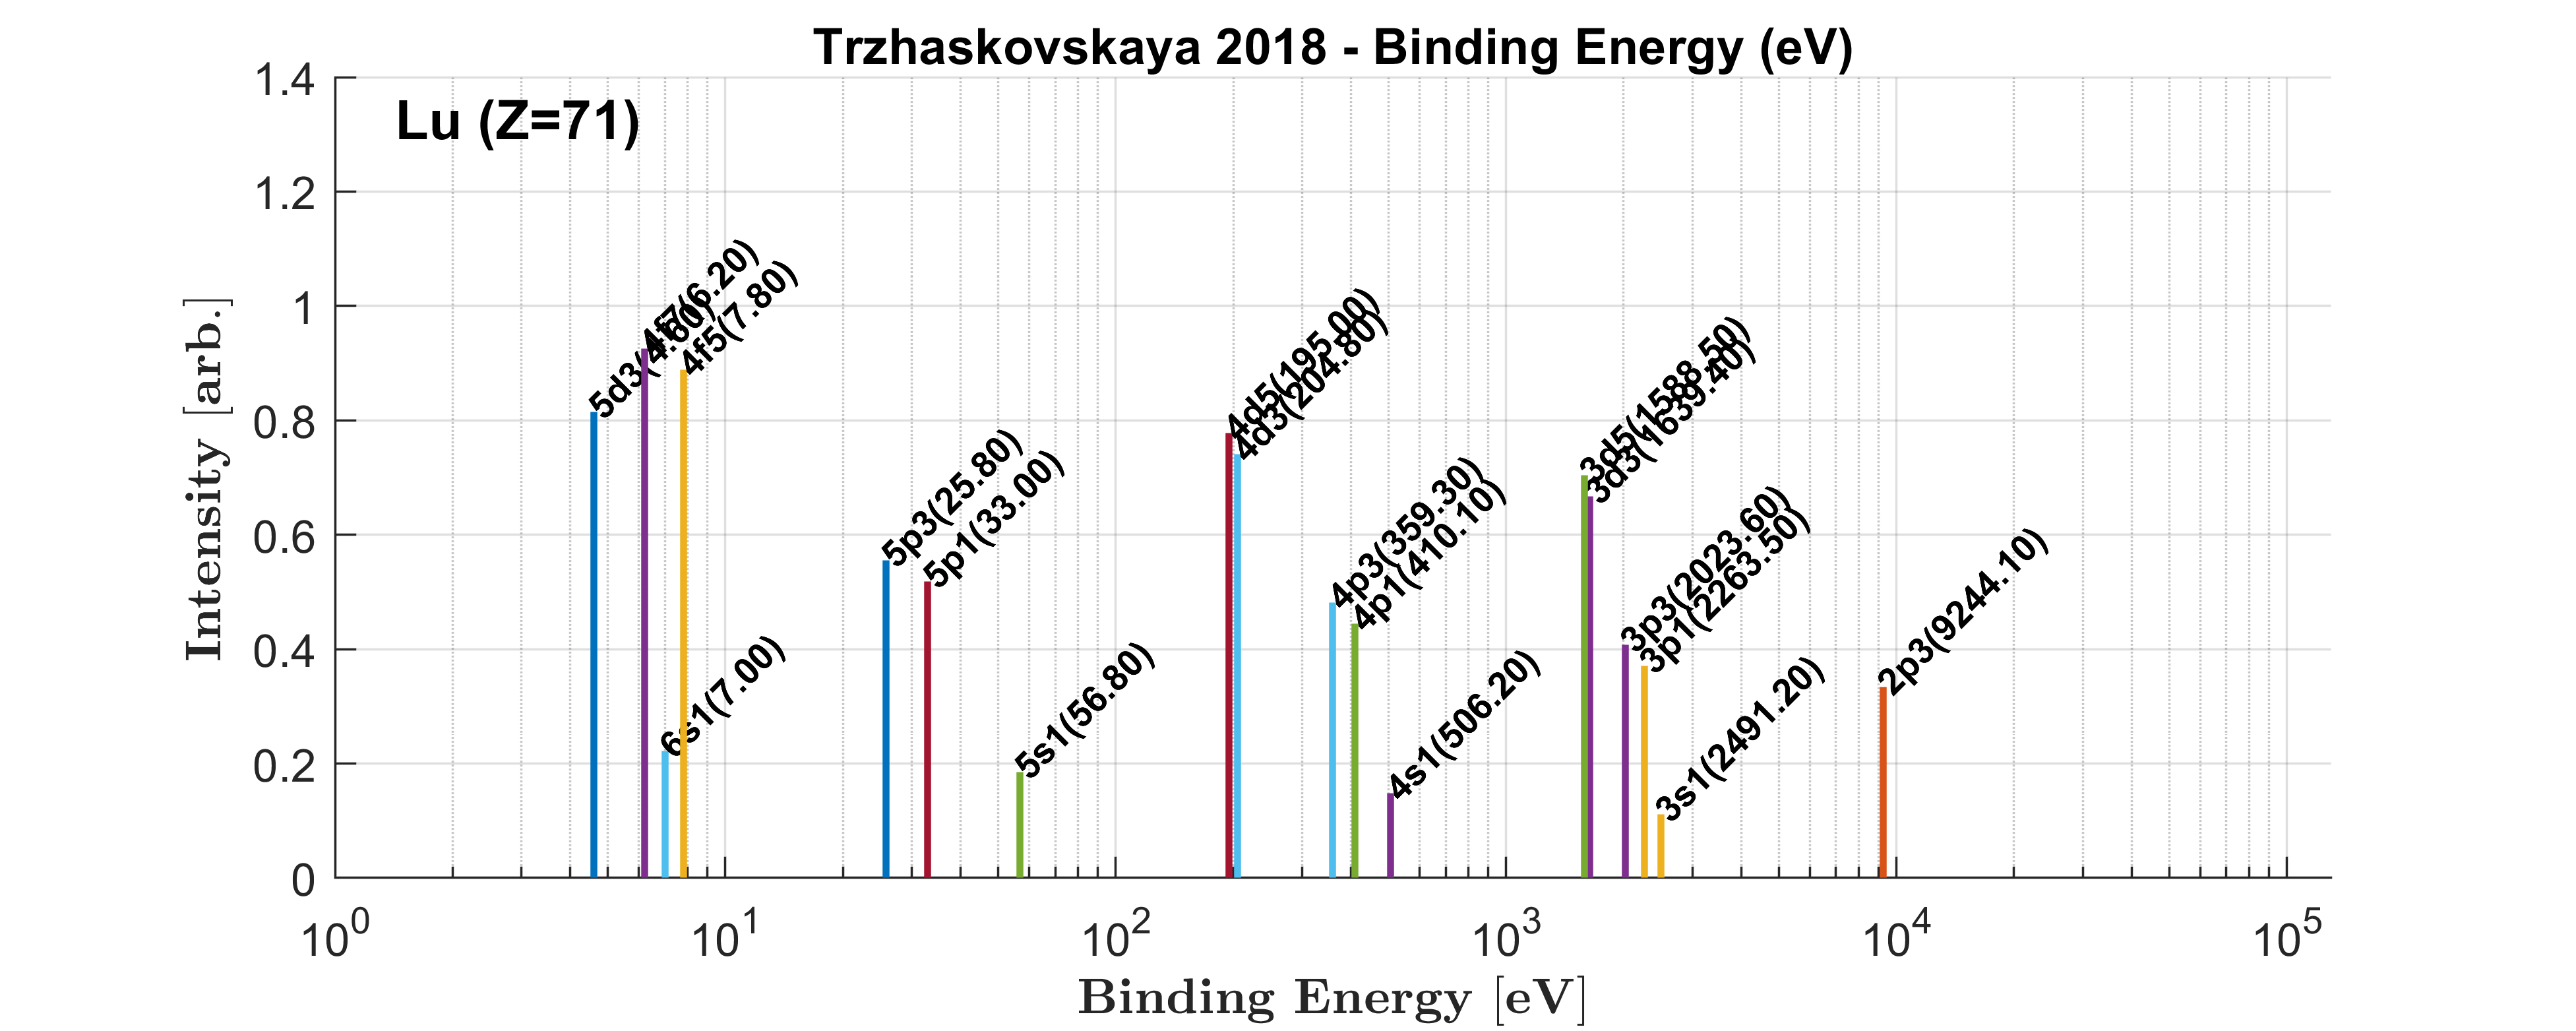 Trzhaskovskaya 2018 - Binding Energy (eV)
Lu (Z=71)
Intensity [arb.]
1.4
1.2
1
0.8
0.6
0.4
0.2
0
5d3(4.60)
4f7(6.20)
6s1(7.00)
4f5(7.80)
5p3(25.80)
5p1(33.00)
5s1(56.80)
4d5(195.00)
4d3(204.80)
4p3(359.30)
4p1(410.10)
4s1(506.20)
3d5(1588.50)
3d3(1639.40)
3p3(2023.60)
3p1(2263.50)
3s1(2491.20)
2p3(9244.10)
10^0 10^1 10^2 10^3 10^4 10^5
Binding Energy [eV]